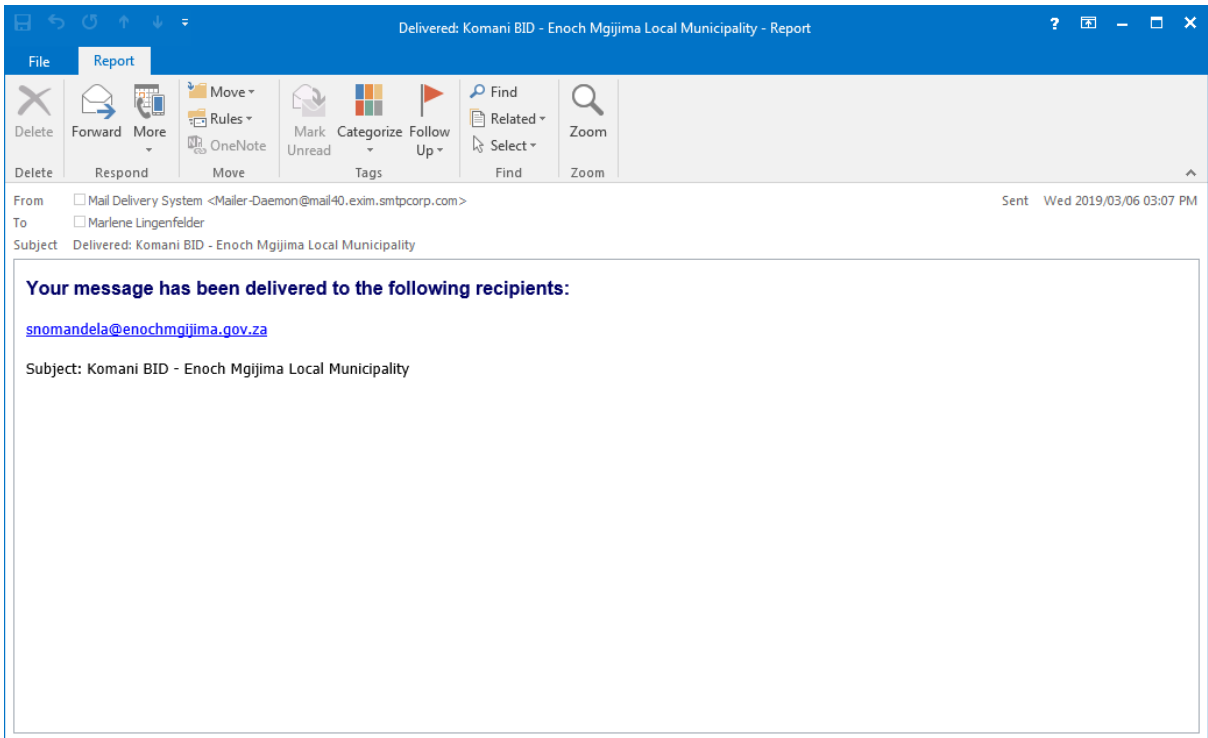 Delivered: Komani BID - Enoch Mgijima Local Municipality - Report
?
File Report
Delete
Forward More
Move
Rules
OneNote
Mark Unread
Categorize Follow Up
Find
Related
Select
Zoom
Delete Respond Move Tags Find Zoom
From Mail Delivery System <Mailer-Daemon@mail40.exim.smtpcorp.com> Sent Wed 2019/03/06 03:07 PM
To Marlene Lingenfelder
Subject Delivered: Komani BID - Enoch Mgijima Local Municipality
Your message has been delivered to the following recipients:
snomandela@enochmgijima.gov.za
Subject: Komani BID - Enoch Mgijima Local Municipality